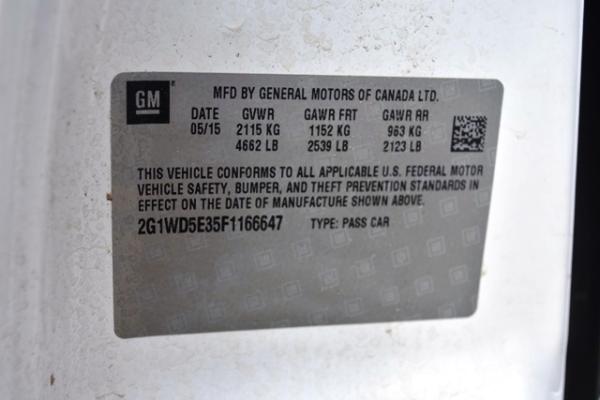 GM
MFD BY GENERAL MOTORS OF CANADA LTD.
DATE GVWR GAWR FRT GAWR RR
05/15 2115 KG 1152 KG 963 KG
4662 LB 2539 LB 2123 LB
THIS VEHICLE CONFORMS TO ALL APPLICABLE U.S. FEDERAL MOTOR
VEHICLE SAFETY, BUMPER, AND THEFT PREVENTION STANDARDS IN
EFFECT ON THE DATE OF MANUFACTURE SHOWN ABOVE.
2G1WD5E35F1166647 TYPE: PASS CAR